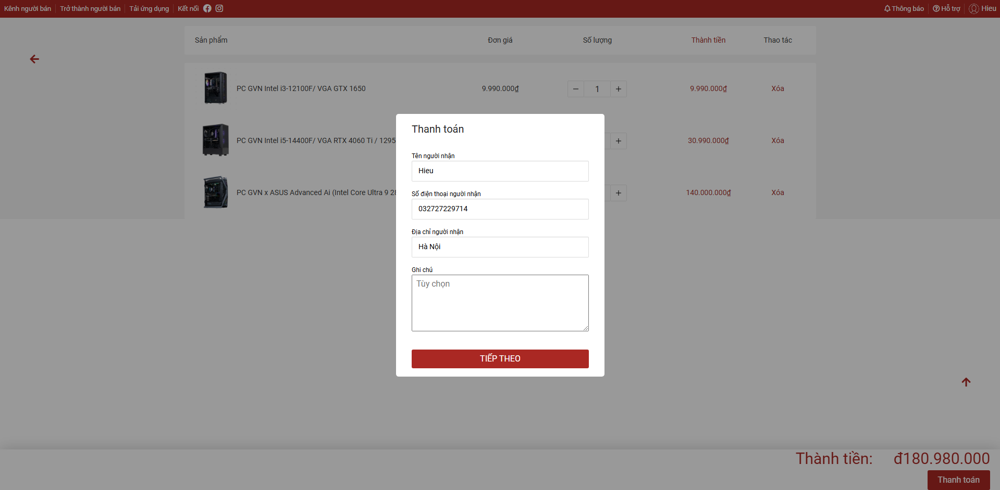 Kênh người bán Trở thành người bán Tải ứng dụng Kết nối Thông báo Hỗ trợ Hieu
Sản phẩm Đơn giá Số lượng Thành tiền Thao tác
PC GVN Intel i3-12100F/ VGA GTX 1650 9.990.000₫ 1 9.990.000₫ Xóa
PC GVN Intel i5-14400F/ VGA RTX 4060 Ti / 1295 30.990.000₫ Xóa
PC GVN x ASUS Advanced Ai (Intel Core Ultra 9 28 140.000.000₫ Xóa
Thanh toán
Tên người nhận
Hieu
Số điện thoại người nhận
032727229714
Địa chỉ người nhận
Hà Nội
Ghi chú
Tùy chọn
TIẾP THEO
Thành tiền: đ180.980.000
Thanh toán